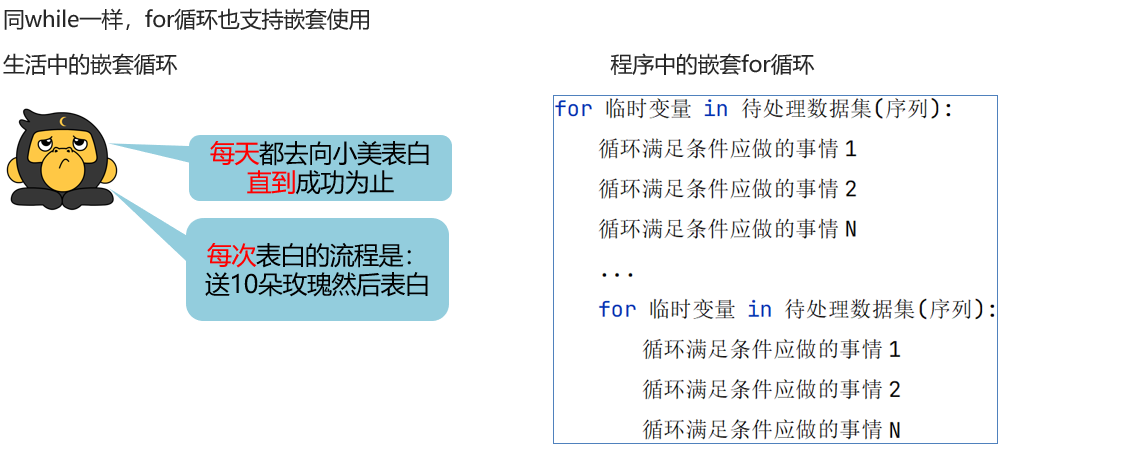 同while一样，for循环也支持嵌套使用
生活中的嵌套循环
每天都去向小美表白
直到成功为止
每次表白的流程是：
送10朵玫瑰然后表白
程序中的嵌套for循环
for 临时变量 in 待处理数据集(序列):
循环满足条件应做的事情 1
循环满足条件应做的事情 2
循环满足条件应做的事情 N
...
for 临时变量 in 待处理数据集(序列):
循环满足条件应做的事情 1
循环满足条件应做的事情 2
循环满足条件应做的事情 N